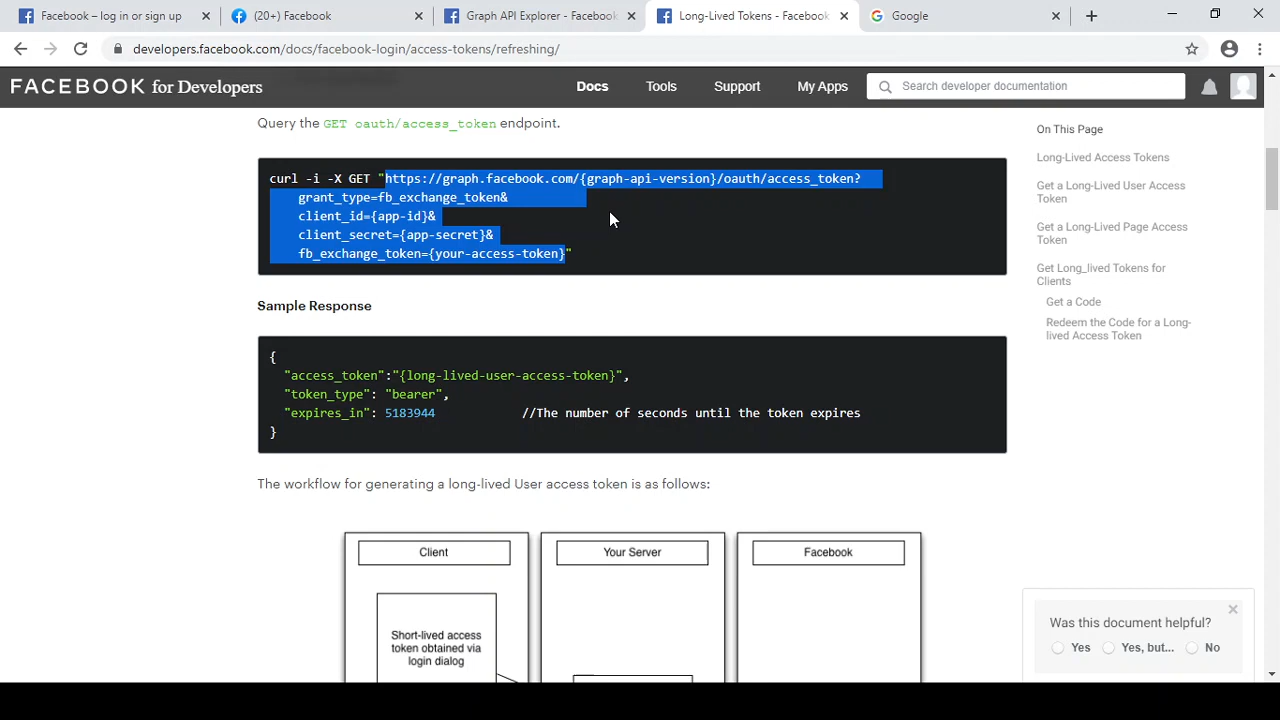 Facebook – log in or sign up
(20+) Facebook
Graph API Explorer - Facebook
Long-Lived Tokens - Facebook
Google
developers.facebook.com/docs/facebook-login/access-tokens/refreshing/
FACEBOOK for Developers
Docs
Tools
Support
My Apps
Search developer documentation
Query the GET oauth/access_token endpoint.
curl -i -X GET "https://graph.facebook.com/{graph-api-version}/oauth/access_token?
grant_type=fb_exchange_token&
client_id={app-id}&
client_secret={app-secret}&
fb_exchange_token={your-access-token}"
Sample Response
{
"access_token":"{long-lived-user-access-token}",
"token_type": "bearer",
"expires_in": 5183944 //The number of seconds until the token expires
}
The workflow for generating a long-lived User access token is as follows:
Client
Your Server
Facebook
Short-lived access
token obtained via
login dialog
On This Page
Long-Lived Access Tokens
Get a Long-Lived User Access
Token
Get a Long-Lived Page Access
Token
Get Long_lived Tokens for
Clients
Get a Code
Redeem the Code for a Long-
lived Access Token
Was this document helpful?
Yes
Yes, but...
No